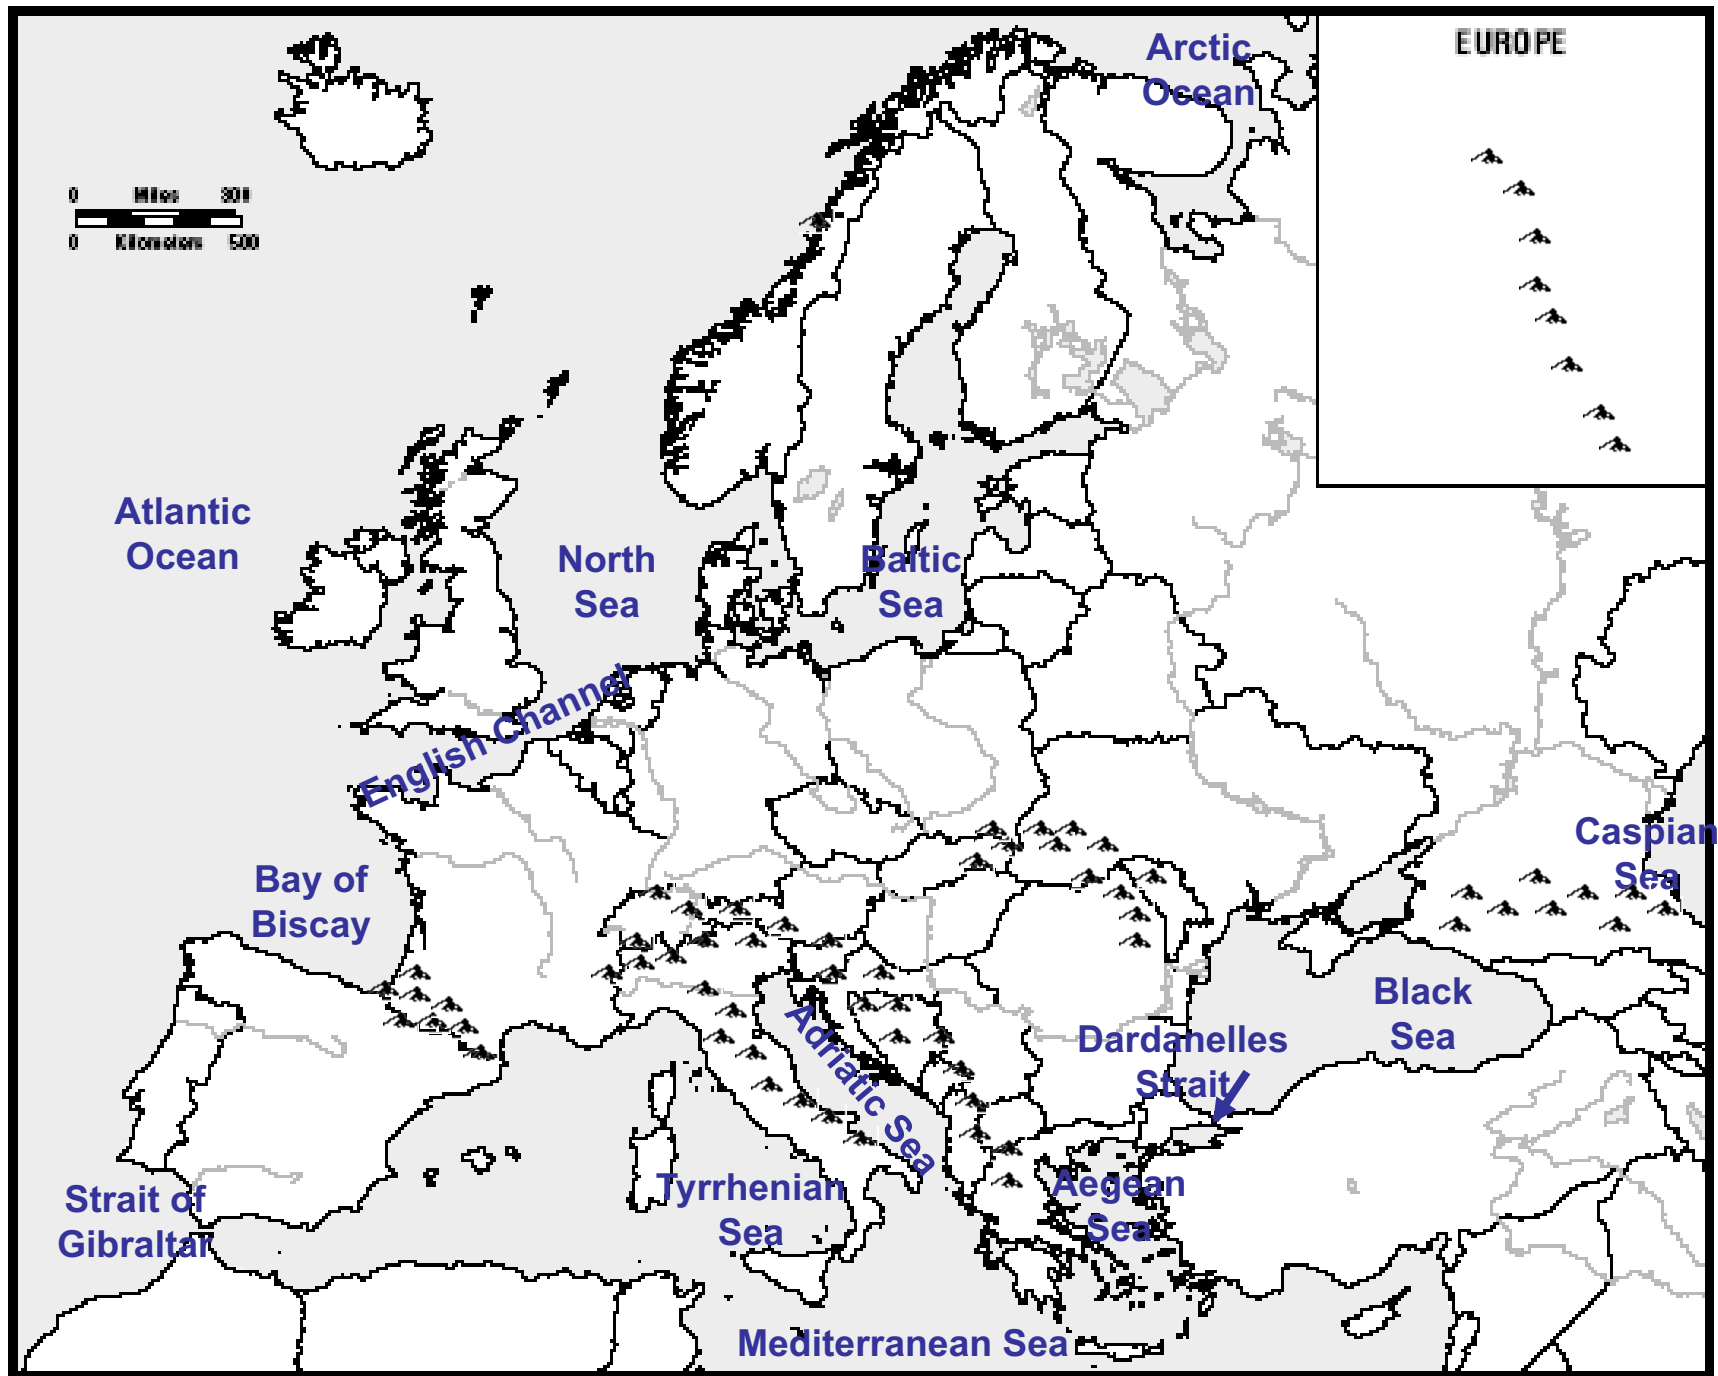 Arctic
Ocean
EUROPE
0 Miles 300
0 Kilometers 500
Atlantic
Ocean
North
Sea
Baltic
Sea
English Channel
Caspian
Sea
Bay of
Biscay
Black
Sea
Adriatic Sea
Dardanelles
Strait
Strait of
Gibraltar
Tyrrhenian
Sea
Aegean
Sea
Mediterranean Sea